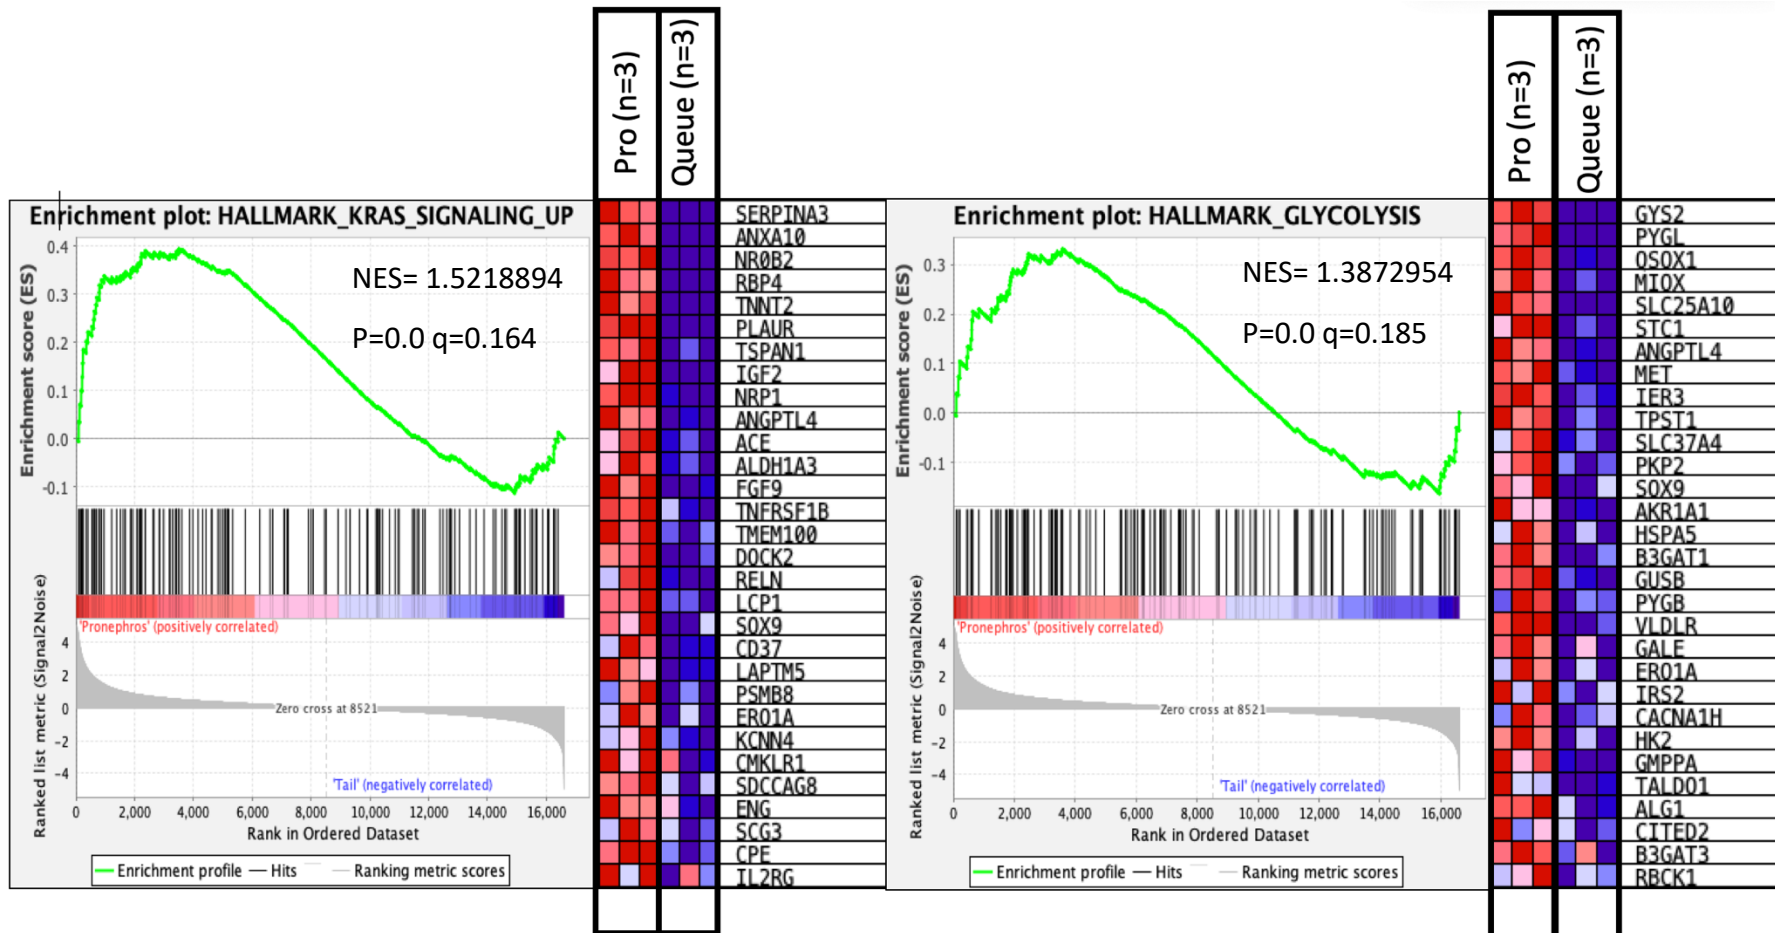 Pro (n=3)
Queue (n=3)
Enrichment plot: HALLMARK_KRAS_SIGNALING_UP
Enrichment score (ES)
0.4
0.3
0.2
0.1
0.0
-0.1
NES= 1.5218894
P=0.0 q=0.164
Ranked list metric (Signal2Noise)
'Pronephros' (positively correlated)
4
2
0
-2
-4
Zero cross at 8521
'Tail' (negatively correlated)
0 2,000 4,000 6,000 8,000 10,000 12,000 14,000 16,000
Rank in Ordered Dataset
Enrichment profile Hits Ranking metric scores
SERPINA3
ANXA10
NR0B2
RBP4
TNNT2
PLAUR
TSPAN1
IGF2
NRP1
ANGPTL4
ACE
ALDH1A3
FGF9
TNFRSF1B
TMEM100
DOCK2
RELN
LCP1
SOX9
CD37
LAPTM5
PSMB8
ERO1A
KCNN4
CMKLR1
SDCCAG8
ENG
SCG3
CPE
IL2RG
Pro (n=3)
Queue (n=3)
Enrichment plot: HALLMARK_GLYCOLYSIS
Enrichment score (ES)
0.3
0.2
0.1
0.0
-0.1
NES= 1.3872954
P=0.0 q=0.185
Ranked list metric (Signal2Noise)
'Pronephros' (positively correlated)
4
2
0
-2
-4
Zero cross at 8521
'Tail' (negatively correlated)
0 2,000 4,000 6,000 8,000 10,000 12,000 14,000 16,000
Rank in Ordered Dataset
Enrichment profile Hits Ranking metric scores
GYS2
PYGL
QSOX1
MIOX
SLC25A10
STC1
ANGPTL4
MET
IER3
TPST1
SLC37A4
PKP2
SOX9
AKR1A1
HSPA5
B3GAT1
GUSB
PYGB
VLDLR
GALE
ERO1A
IRS2
CACNA1H
HK2
GMPPA
TALDO1
ALG1
CITED2
B3GAT3
RBCK1